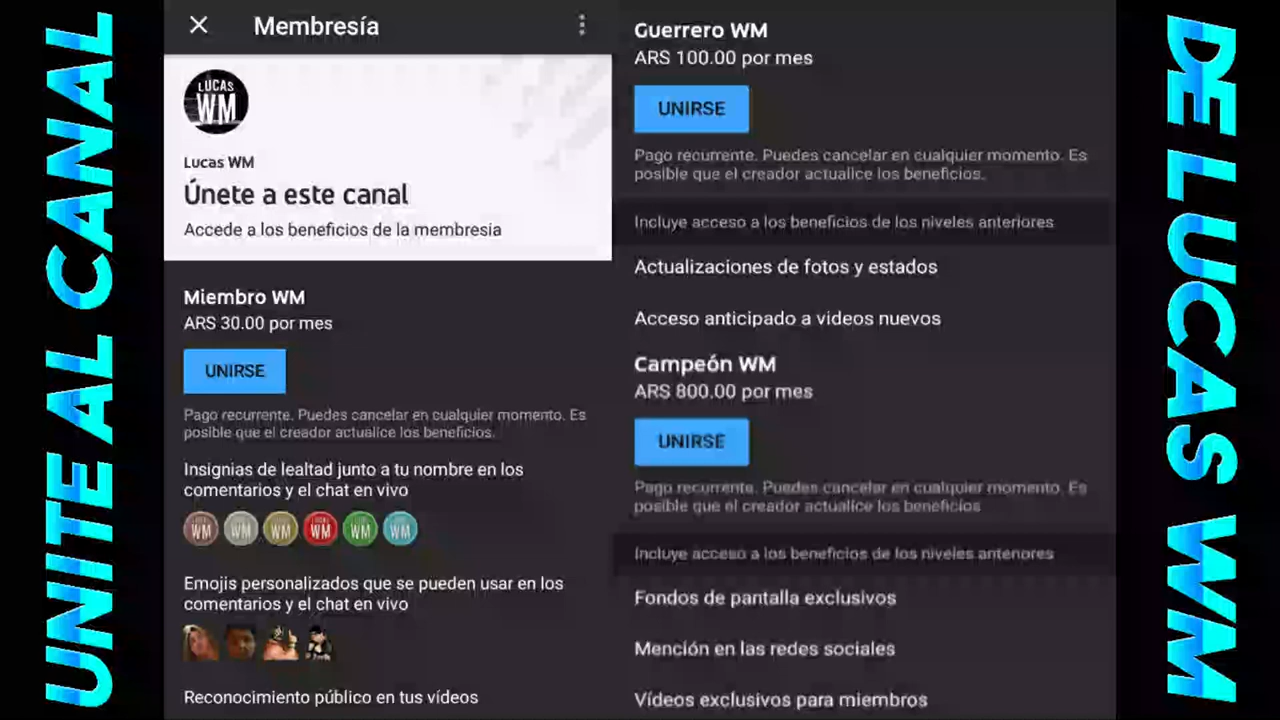 UNITE AL CANAL
Membresía
LUCAS
WM
Lucas WM
Únete a este canal
Accede a los beneficios de la membresía
Miembro WM
ARS 30.00 por mes
UNIRSE
Pago recurrente. Puedes cancelar en cualquier momento. Es
posible que el creador actualice los beneficios.
Insignias de lealtad junto a tu nombre en los
comentarios y el chat en vivo
WM WM WM WM WM WM
Emojis personalizados que se pueden usar en los
comentarios y el chat en vivo
Reconocimiento público en tus vídeos
Guerrero WM
ARS 100.00 por mes
UNIRSE
Pago recurrente. Puedes cancelar en cualquier momento. Es
posible que el creador actualice los beneficios.
Incluye acceso a los beneficios de los niveles anteriores
Actualizaciones de fotos y estados
Acceso anticipado a videos nuevos
Campeón WM
ARS 800.00 por mes
UNIRSE
Pago recurrente. Puedes cancelar en cualquier momento. Es
posible que el creador actualice los beneficios
Incluye acceso a los beneficios de los niveles anteriores
Fondos de pantalla exclusivos
Mención en las redes sociales
Vídeos exclusivos para miembros
DE LUCAS WM